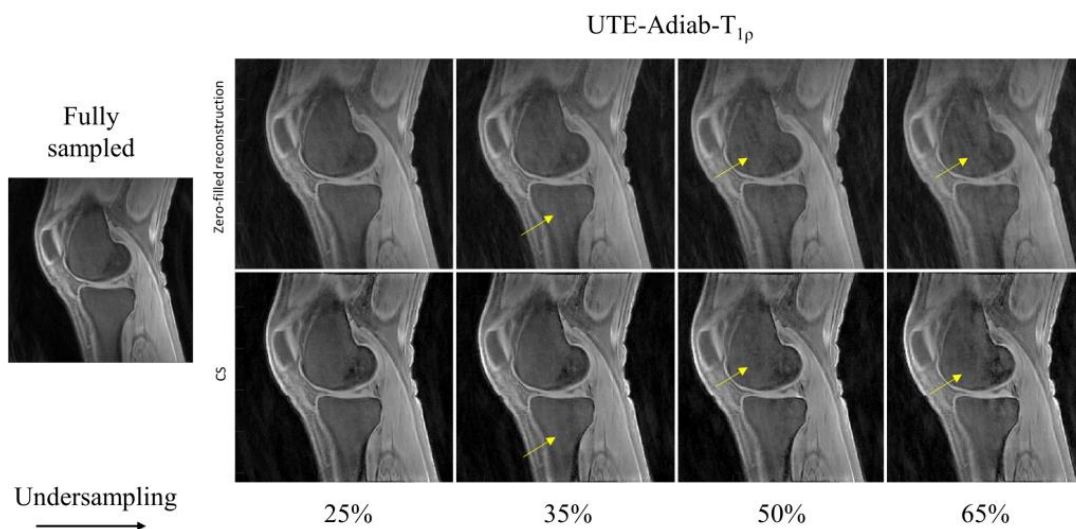 UTE-Adiab-T₁ρ
Fully
sampled
Zero-filled reconstruction
CS
Undersampling
25%
35%
50%
65%